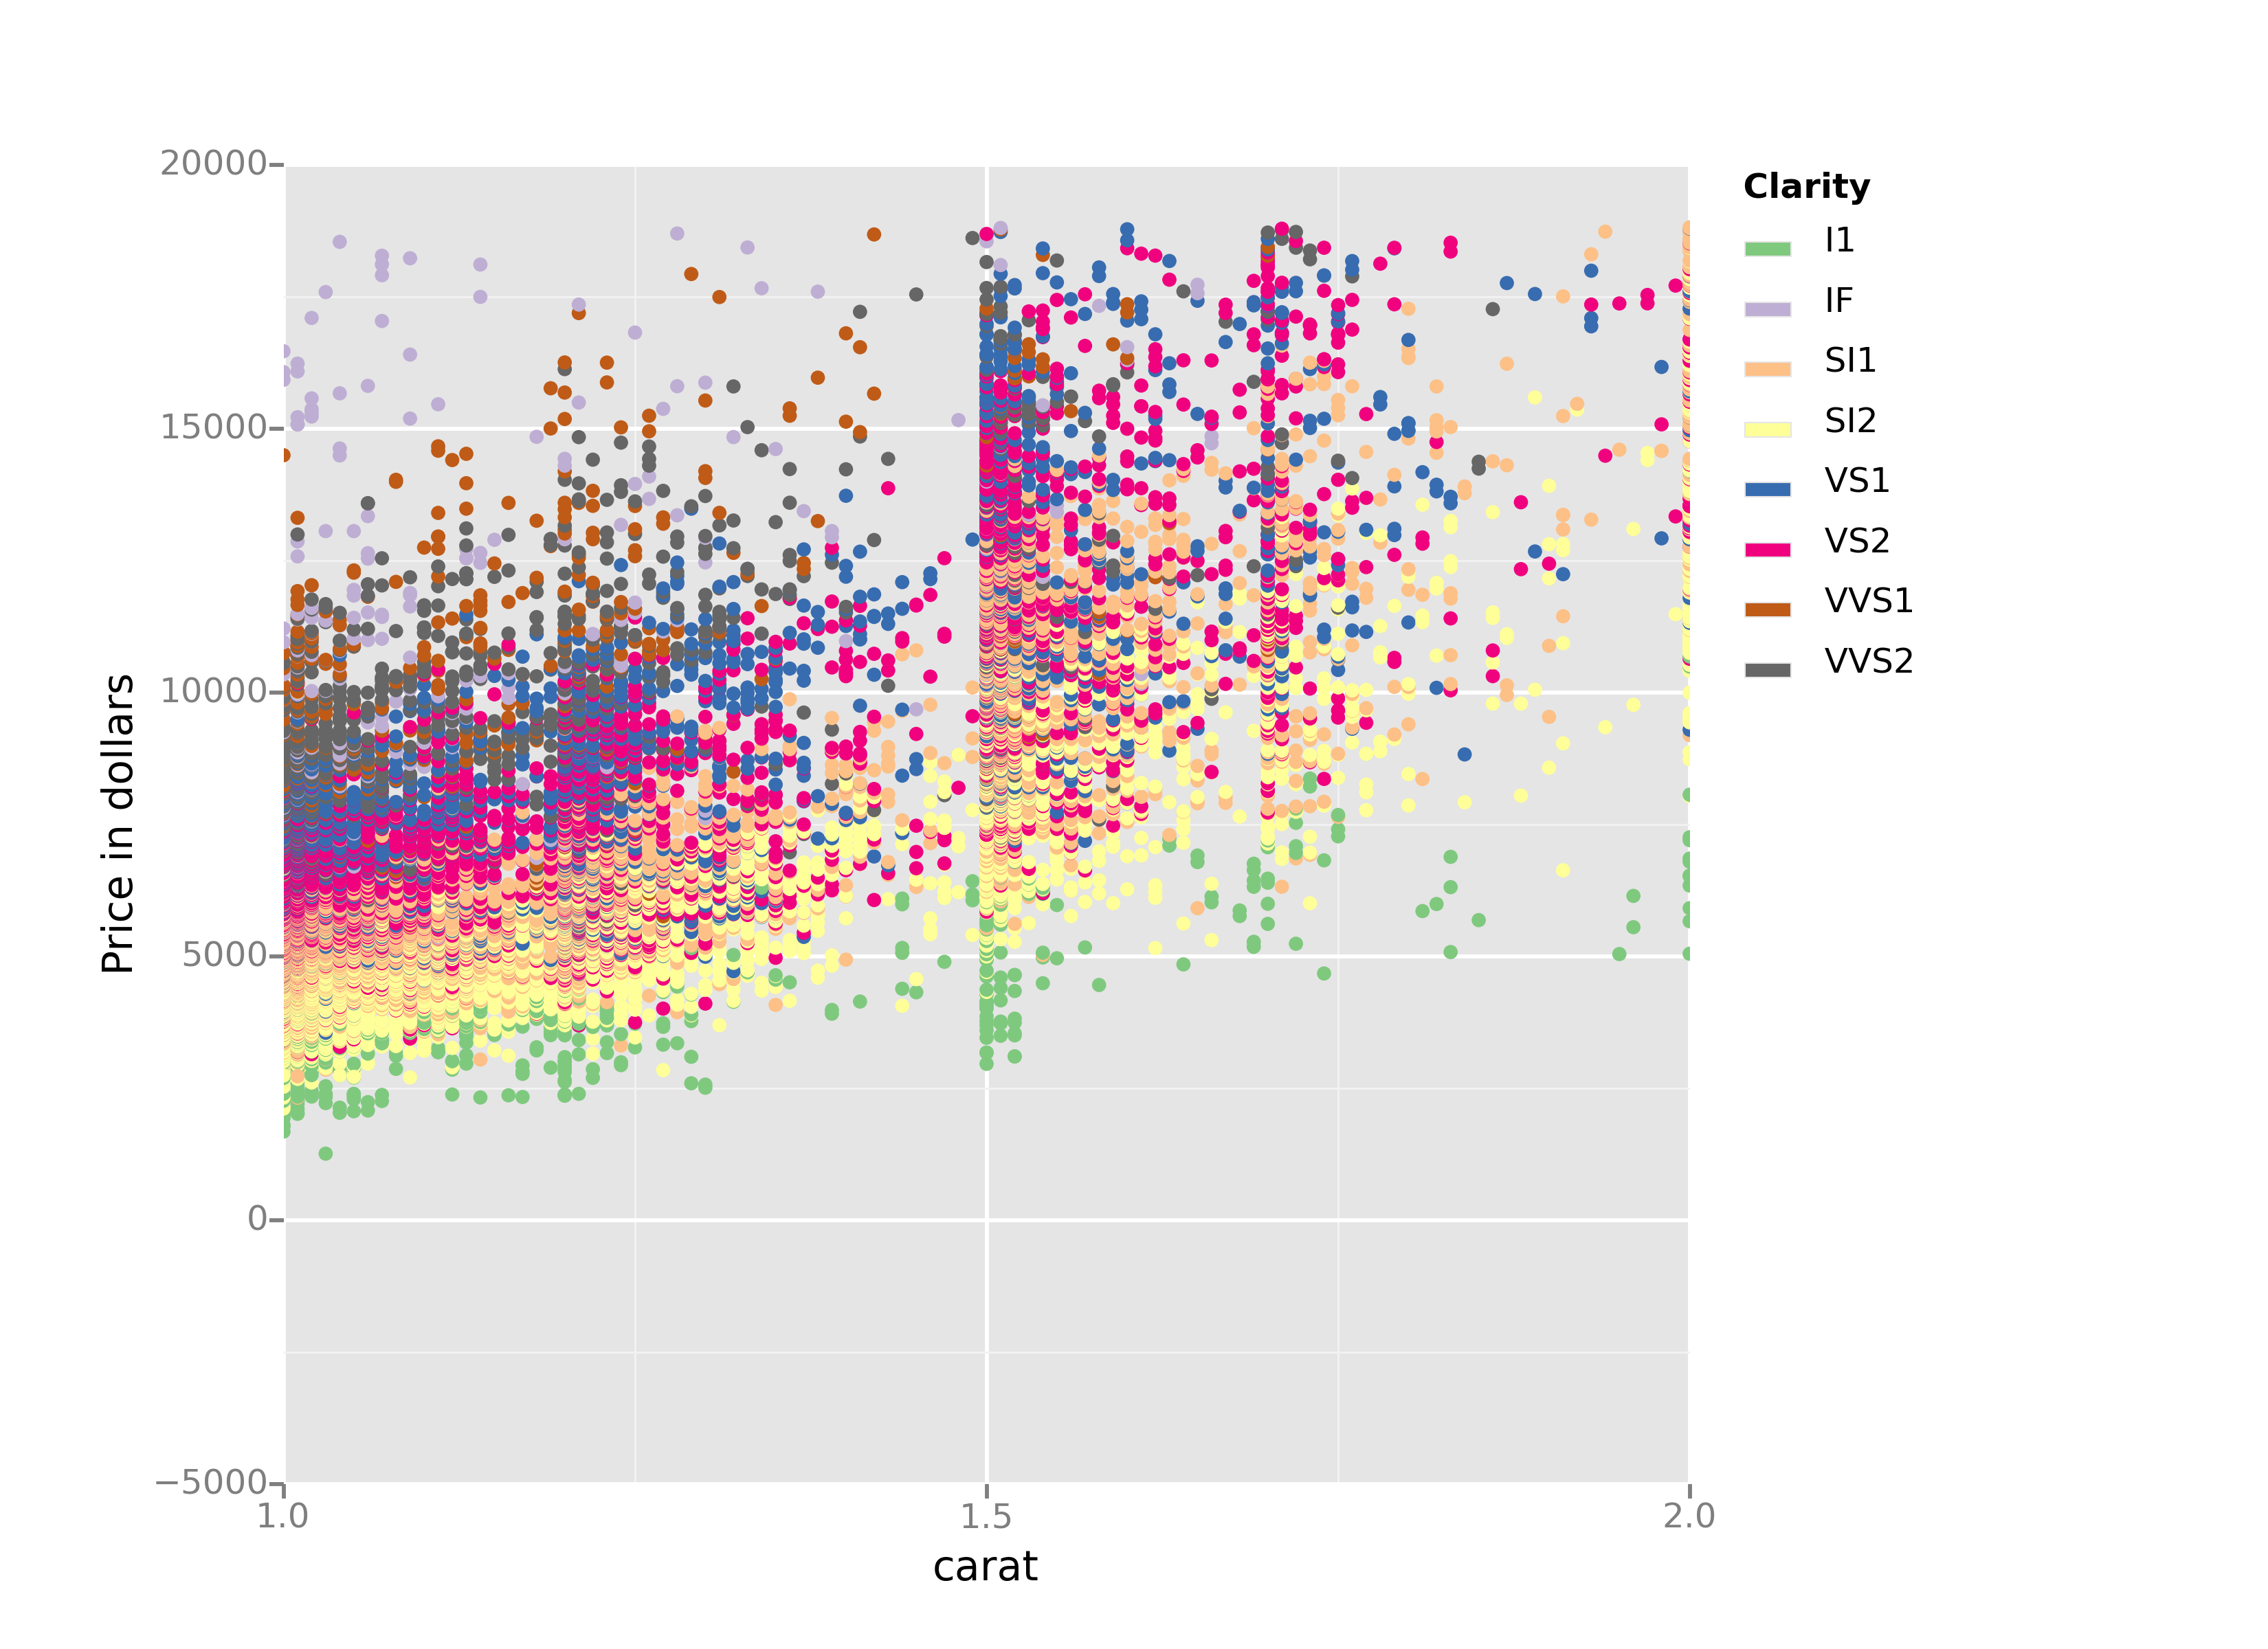 20000
15000
10000
5000
0
−5000
Price in dollars
1.0
1.5
2.0
carat
Clarity
I1
IF
SI1
SI2
VS1
VS2
VVS1
VVS2